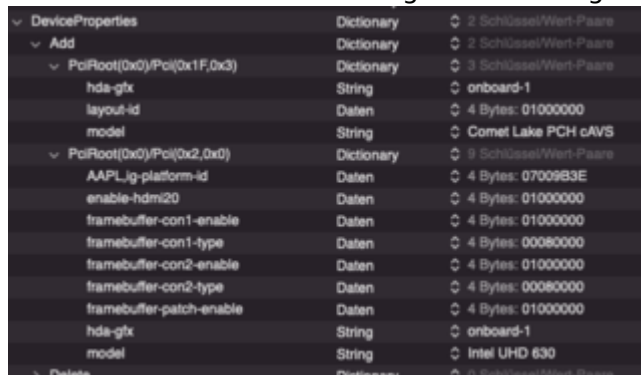 DeviceProperties Dictionary 2 Schlüssel/Wert-Paare
Add Dictionary 2 Schlüssel/Wert-Paare
PciRoot(0x0)/Pci(0x1F,0x3) Dictionary 3 Schlüssel/Wert-Paare
hda-gfx String onboard-1
layout-id Daten 4 Bytes: 01000000
model String Comet Lake PCH cAVS
PciRoot(0x0)/Pci(0x2,0x0) Dictionary 9 Schlüssel/Wert-Paare
AAPL,ig-platform-id Daten 4 Bytes: 07009B3E
enable-hdmi20 Daten 4 Bytes: 01000000
framebuffer-con1-enable Daten 4 Bytes: 01000000
framebuffer-con1-type Daten 4 Bytes: 00080000
framebuffer-con2-enable Daten 4 Bytes: 01000000
framebuffer-con2-type Daten 4 Bytes: 00080000
framebuffer-patch-enable Daten 4 Bytes: 01000000
hda-gfx String onboard-1
model String Intel UHD 630
Delete Dictionary 0 Schlüssel/Wert-Paare